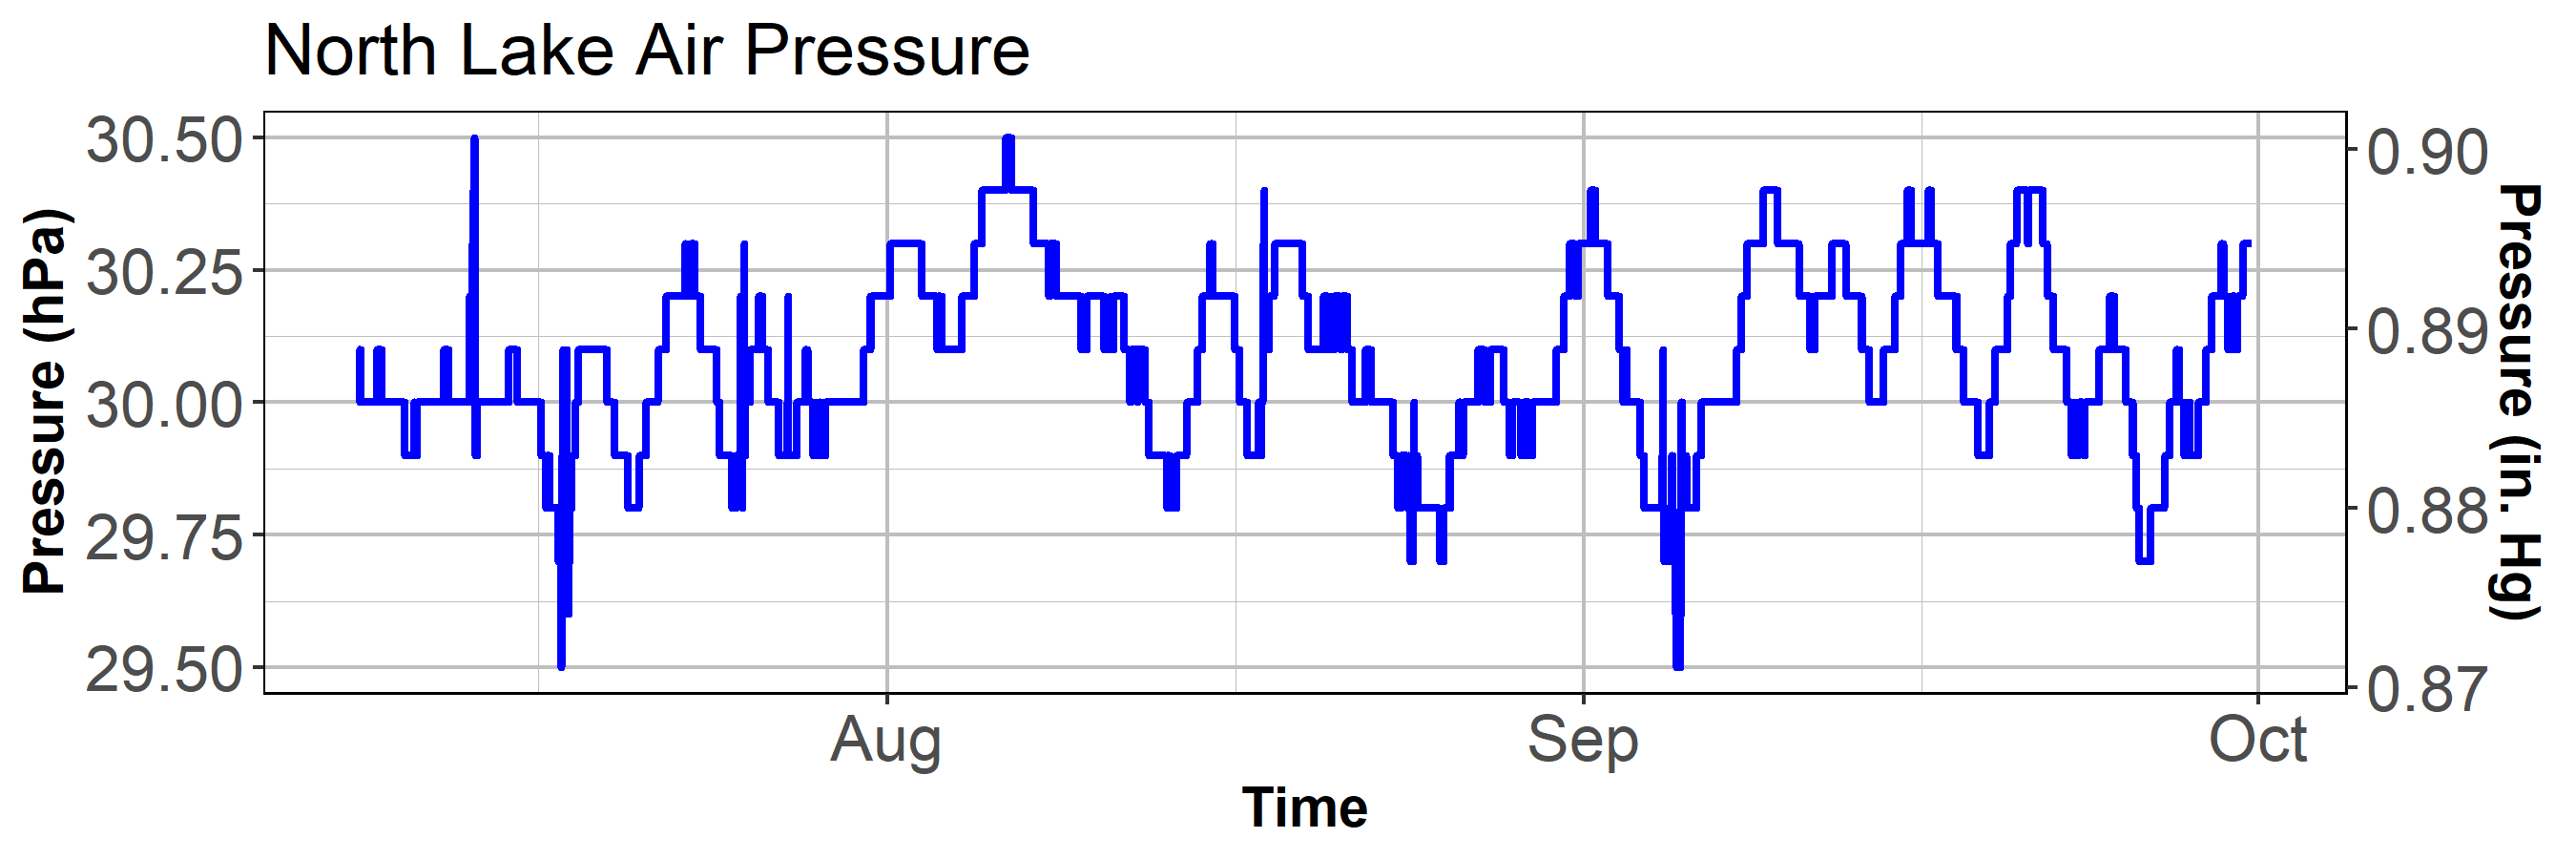 North Lake Air Pressure
Pressure (hPa)
30.50
30.25
30.00
29.75
29.50
0.90
0.89
0.88
0.87
Pressure (in. Hg)
Aug Sep Oct
Time